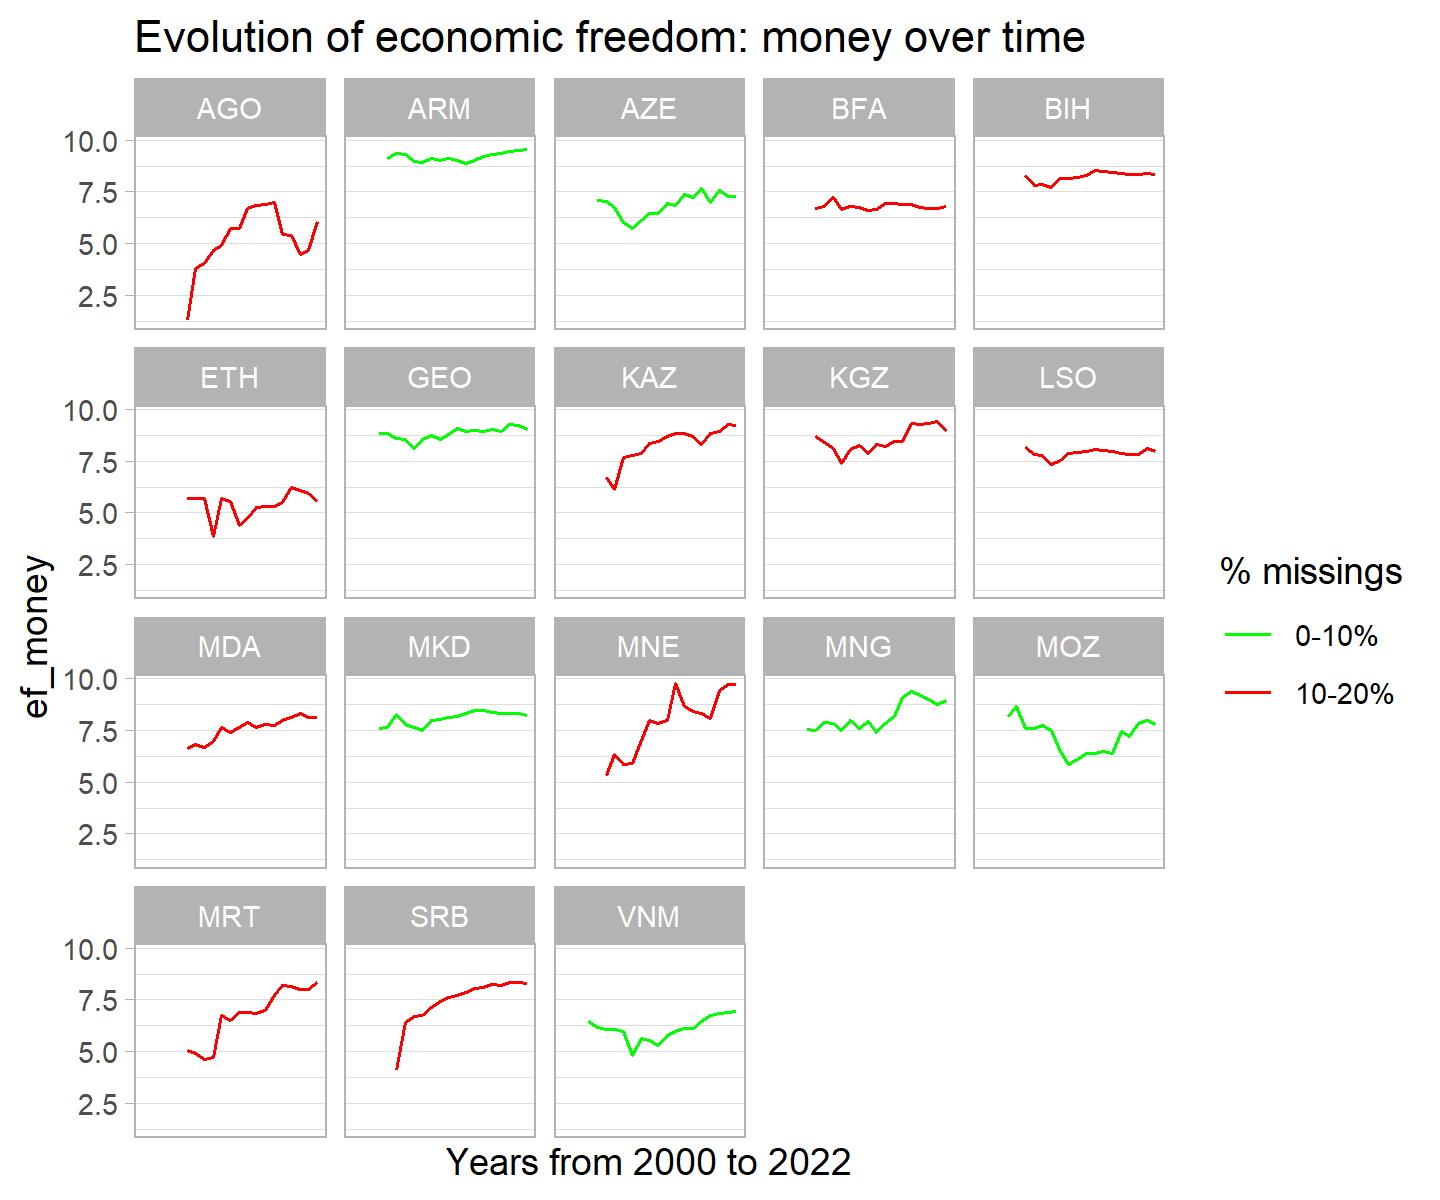 Evolution of economic freedom: money over time
AGO ARM AZE BFA BIH
10.0
7.5
5.0
2.5
ETH GEO KAZ KGZ LSO
10.0
7.5
5.0
2.5
MDA MKD MNE MNG MOZ
10.0
7.5
5.0
2.5
MRT SRB VNM
10.0
7.5
5.0
2.5
ef_money
Years from 2000 to 2022
% missings
0-10%
10-20%